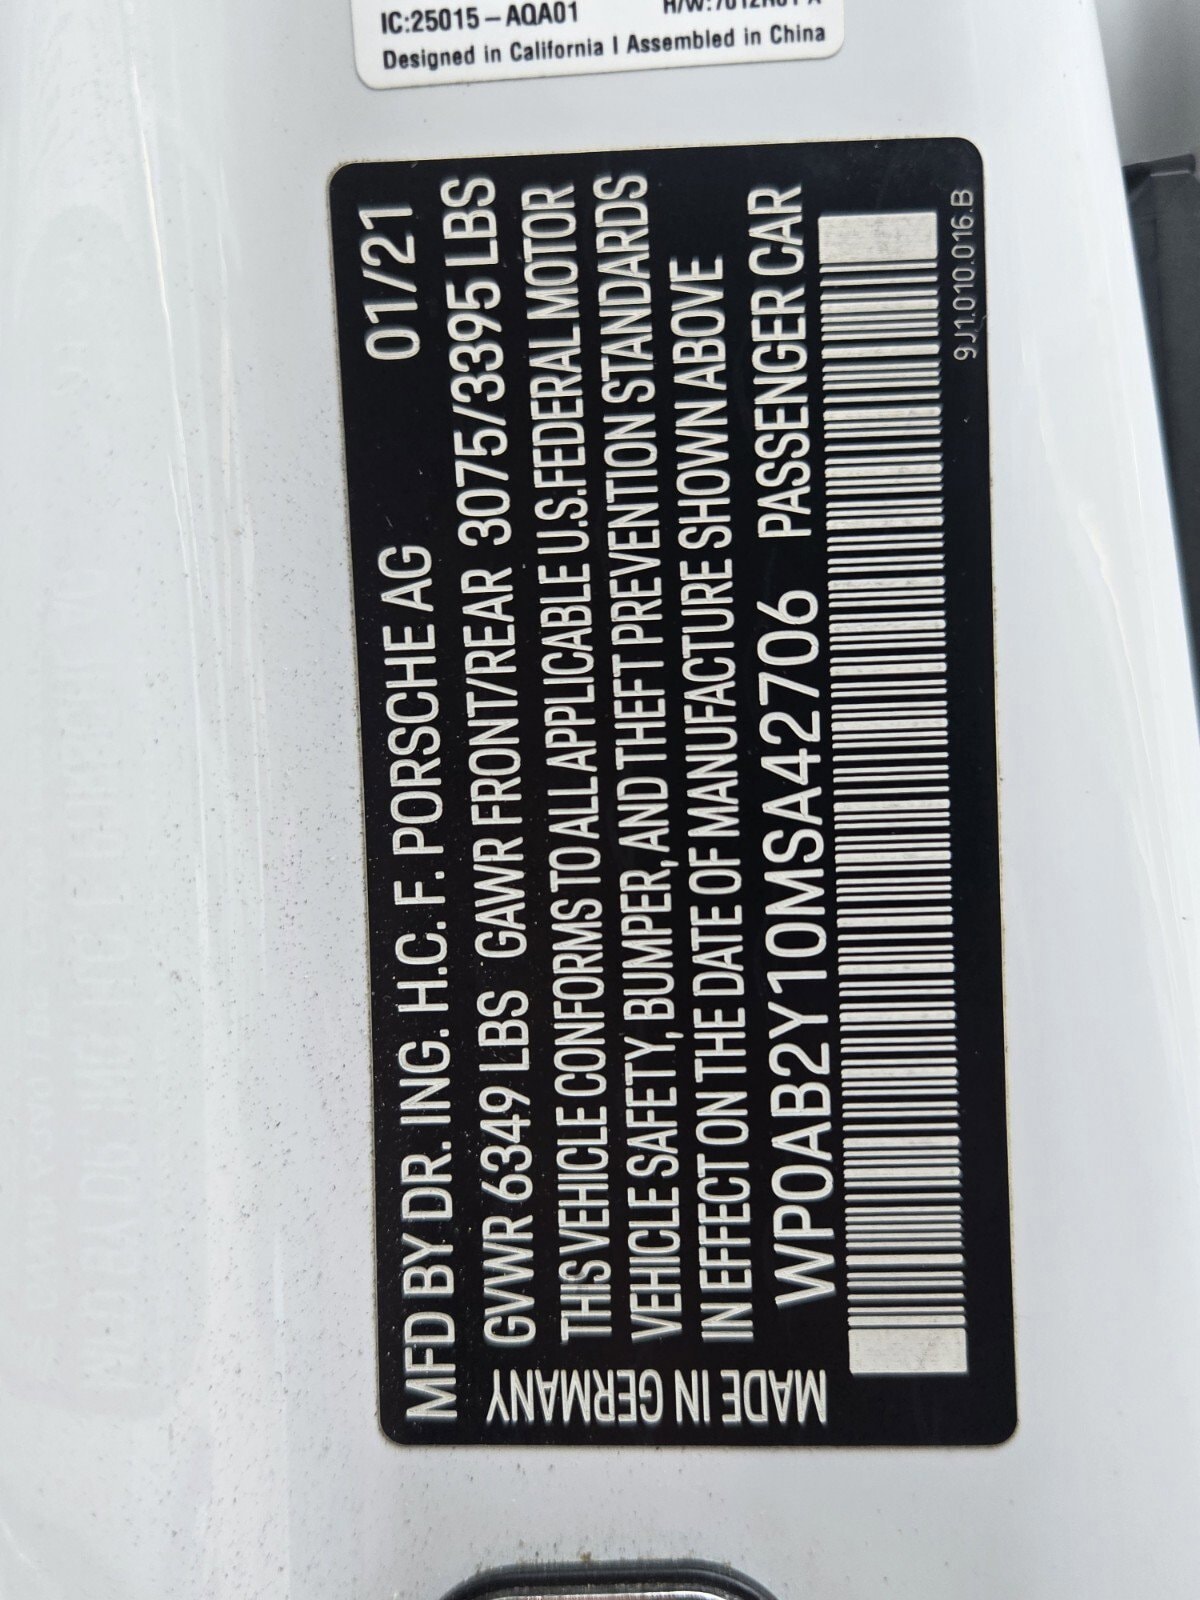 IC:25015-AQA01
Designed in California | Assembled in China
MFD BY DR. ING. H.C. F. PORSCHE AG 01/21
GVWR 6349 LBS GAWR FRONT/REAR 3075/3395 LBS
THIS VEHICLE CONFORMS TO ALL APPLICABLE U.S. FEDERAL MOTOR
VEHICLE SAFETY, BUMPER, AND THEFT PREVENTION STANDARDS
IN EFFECT ON THE DATE OF MANUFACTURE SHOWN ABOVE
WP0AB2Y10MSA42706 PASSENGER CAR
MADE IN GERMANY
9J1.010.016.B